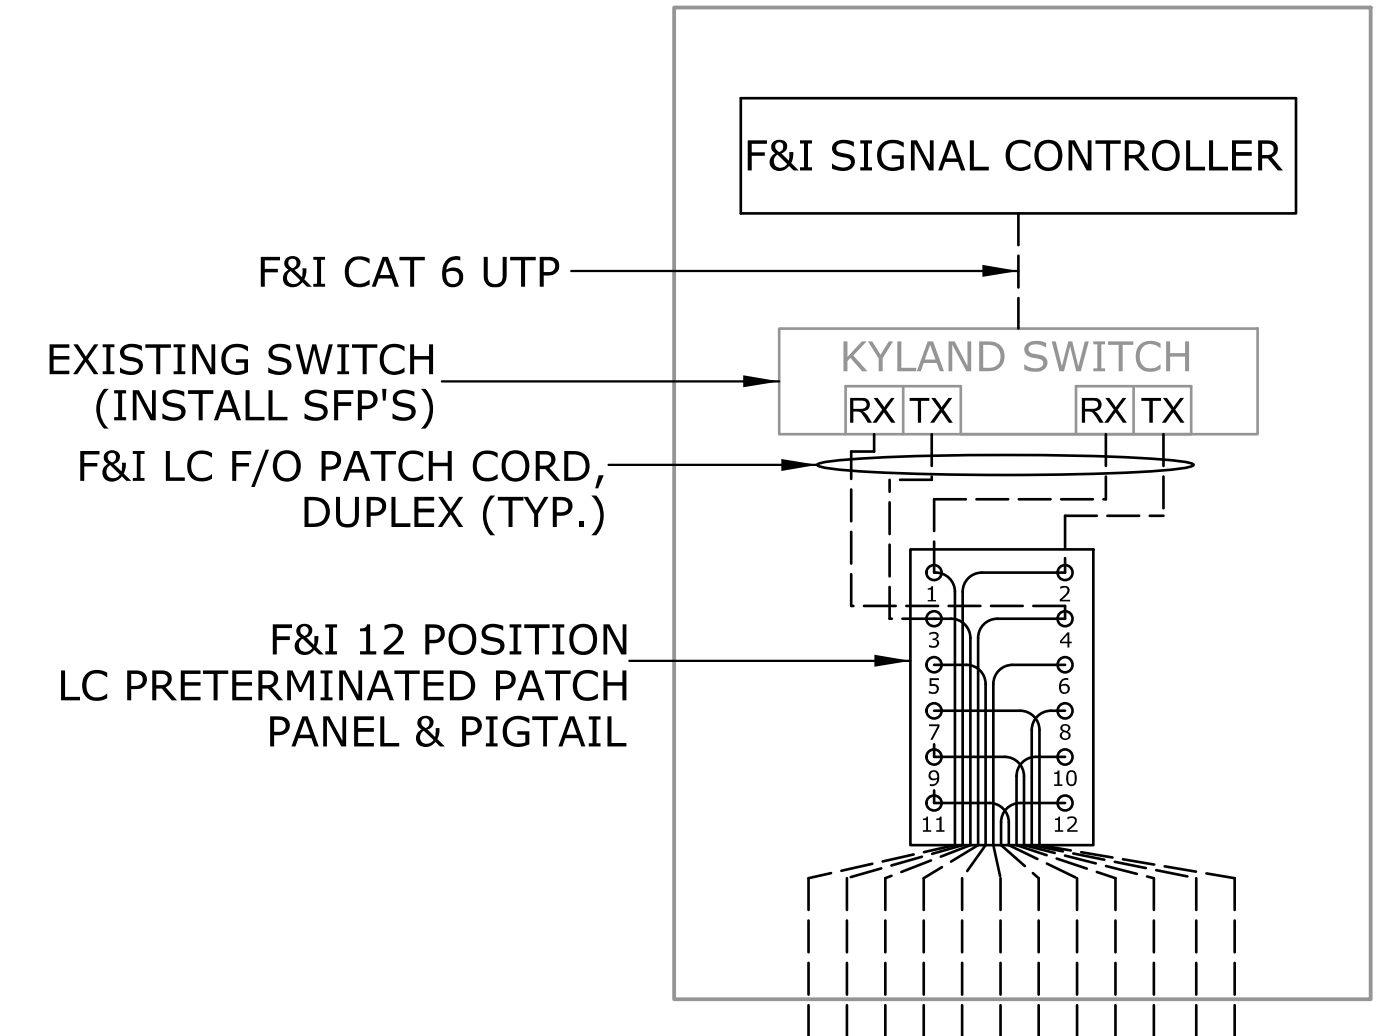 F&I SIGNAL CONTROLLER
F&I CAT 6 UTP
EXISTING SWITCH
(INSTALL SFP'S)
KYLAND SWITCH
RX TX RX TX
F&I LC F/O PATCH CORD,
DUPLEX (TYP.)
F&I 12 POSITION
LC PRETERMINATED PATCH
PANEL & PIGTAIL
1 2
3 4
5 6
7 8
9 10
11 12